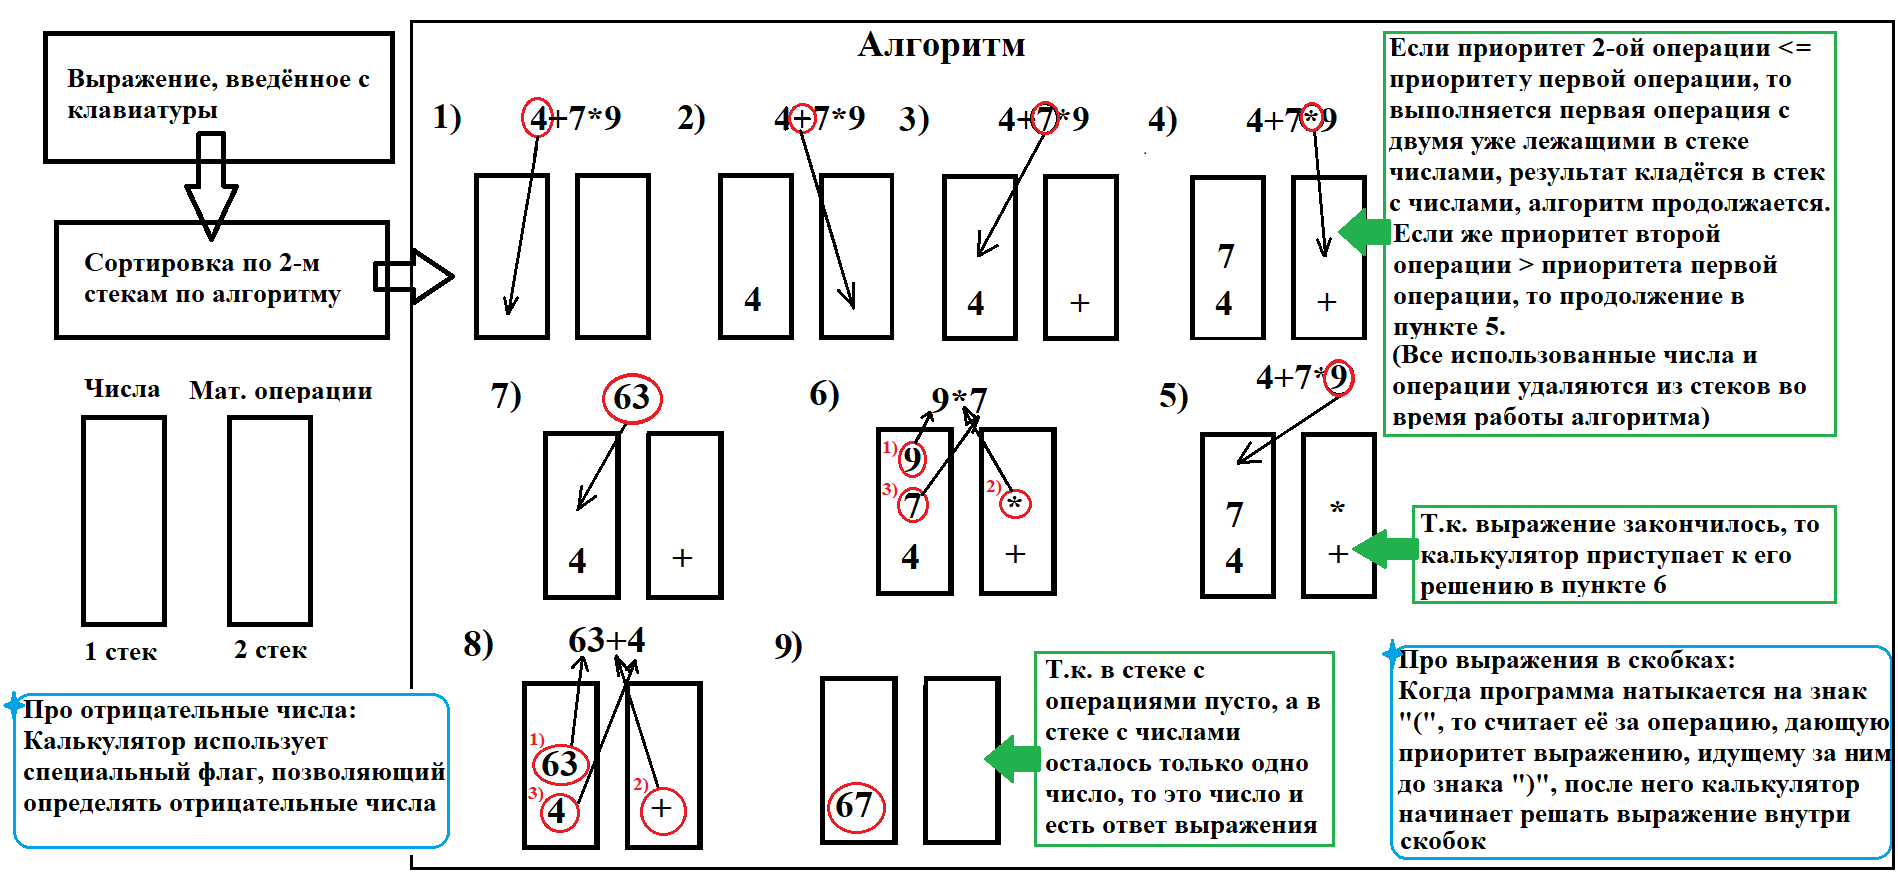 Выражение, введённое с
клавиатуры
Сортировка по 2-м
стекам по алгоритму
Числа
Мат. операции
1 стек
2 стек
Про отрицательные числа:
Калькулятор использует
специальный флаг, позволяющий
определять отрицательные числа
Алгоритм
1)
4+7*9
2)
4+7*9
4
3)
4+7*9
4
+
4)
4+7*9
7
4
+
Если приоритет 2-ой операции <=
приоритету первой операции, то
выполняется первая операция с
двумя уже лежащими в стеке
числами, результат кладётся в стек
с числами, алгоритм продолжается.
Если же приоритет второй
операции > приоритета первой
операции, то продолжение в
пункте 5.
(Все использованные числа и
операции удаляются из стеков во
время работы алгоритма)
5)
4+7*9
7
4
*
+
Т.к. выражение закончилось, то
калькулятор приступает к его
решению в пункте 6
6)
9*7
1)
9
3)
7
4
2)
*
+
7)
63
4
+
8)
63+4
1)
63
3)
4
2)
+
9)
67
Т.к. в стеке с
операциями пусто, а в
стеке с числами
осталось только одно
число, то это число и
есть ответ выражения
Про выражения в скобках:
Когда программа натыкается на знак
"(", то считает её за операцию, дающую
приоритет выражению, идущему за ним
до знака ")", после него калькулятор
начинает решать выражение внутри
скобок